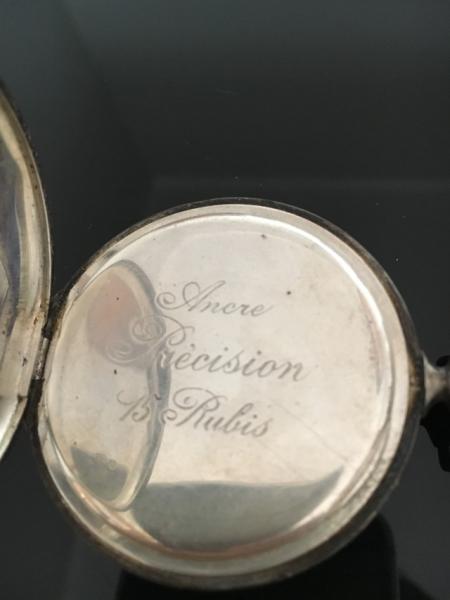 Ancre
Précision
15 Rubis